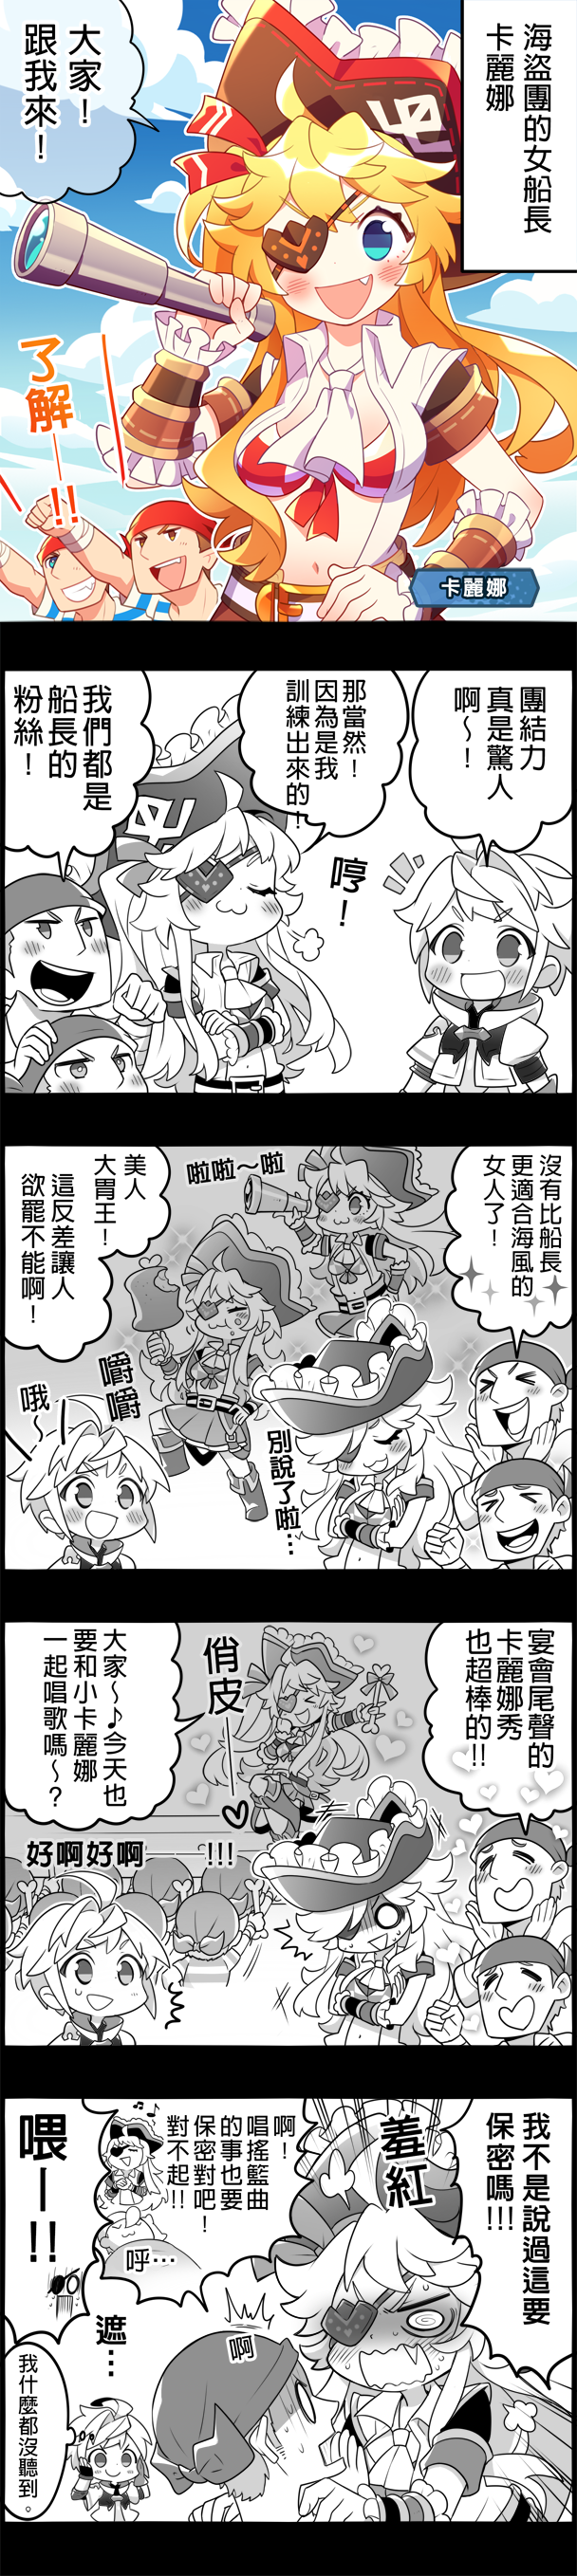 海盜團的女船長
卡麗娜
大家！
跟我來！
了解——!!
卡麗娜
團結力
真是驚人
啊～！
那當然！
因為是我
訓練出來的！
哼！
我們都是
船長的
粉絲！
沒有比船長
更適合海風的
女人了！
啦啦～啦
美人
大胃王！
這反差讓人
欲罷不能啊！
嚼嚼
哦～
別說了啦…
宴會尾聲的
卡麗娜秀
也超棒的!!
俏皮——♡
大家～♪今天也
要和小卡麗娜
一起唱歌嗎～？
好啊好啊——!!!
我不是說過這要
保密嗎!!!
羞紅
啊！
唱搖籃曲
的事也要
保密對吧！
對不起!!
呼…
喂—!!
啊
遮…
我什麼都沒聽到。